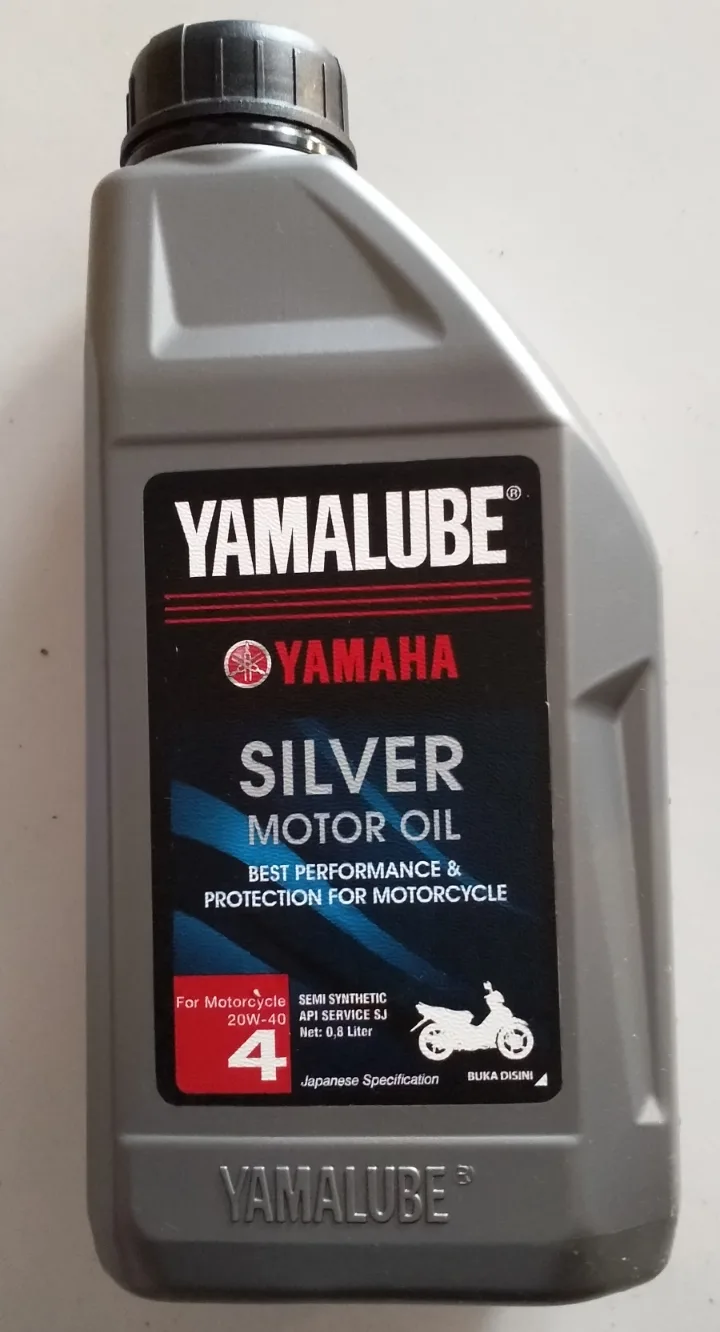 YAMALUBE®
YAMAHA
SILVER
MOTOR OIL
BEST PERFORMANCE &
PROTECTION FOR MOTORCYCLE
For Motorcycle
20W-40
4
SEMI SYNTHETIC
API SERVICE SJ
Net: 0,8 Liter
Japanese Specification
BUKA DISINI
YAMALUBE®